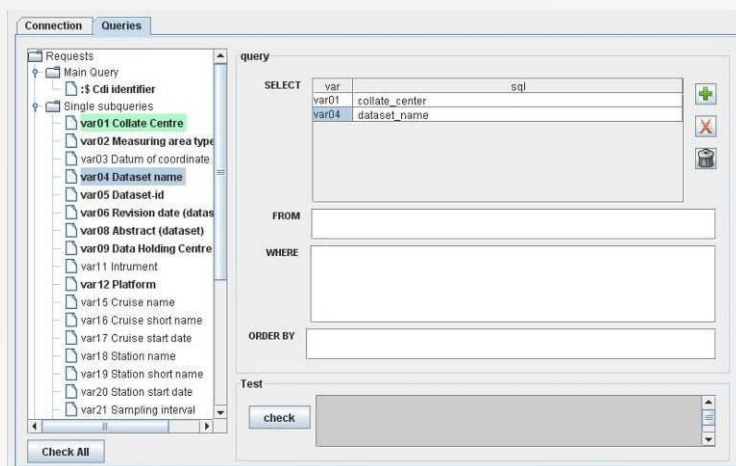 Connection Queries
Requests
Main Query
:$ Cdi identifier
Single subqueries
var01 Collate Centre
var02 Measuring area type
var03 Datum of coordinate
var04 Dataset name
var05 Dataset-id
var06 Revision date (datas
var08 Abstract (dataset)
var09 Data Holding Centre
var11 Intrument
var12 Platform
var15 Cruise name
var16 Cruise short name
var17 Cruise start date
var18 Station name
var19 Station short name
var20 Station start date
var21 Sampling interval
Check All
query
SELECT
var sql
var01 collate_center
var04 dataset_name
FROM
WHERE
ORDER BY
Test
check